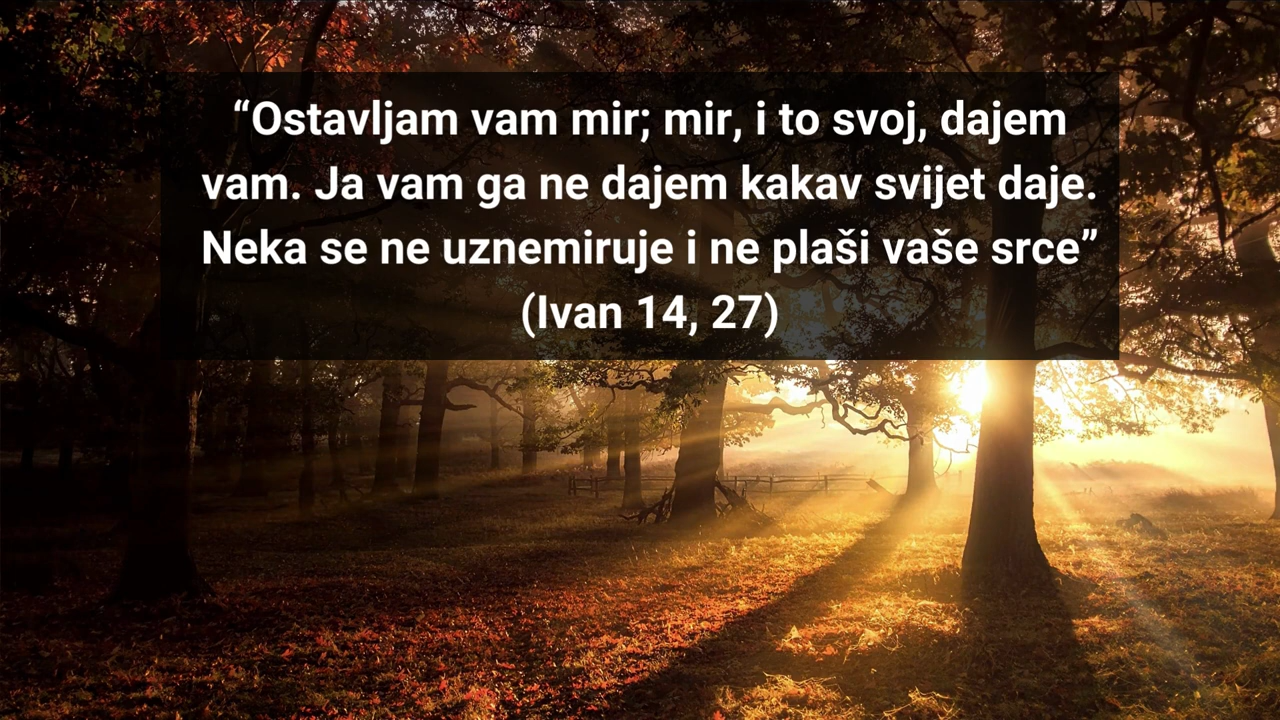 “Ostavljam vam mir; mir, i to svoj, dajem
vam. Ja vam ga ne dajem kakav svijet daje.
Neka se ne uznemiruje i ne plaši vaše srce”
(Ivan 14, 27)